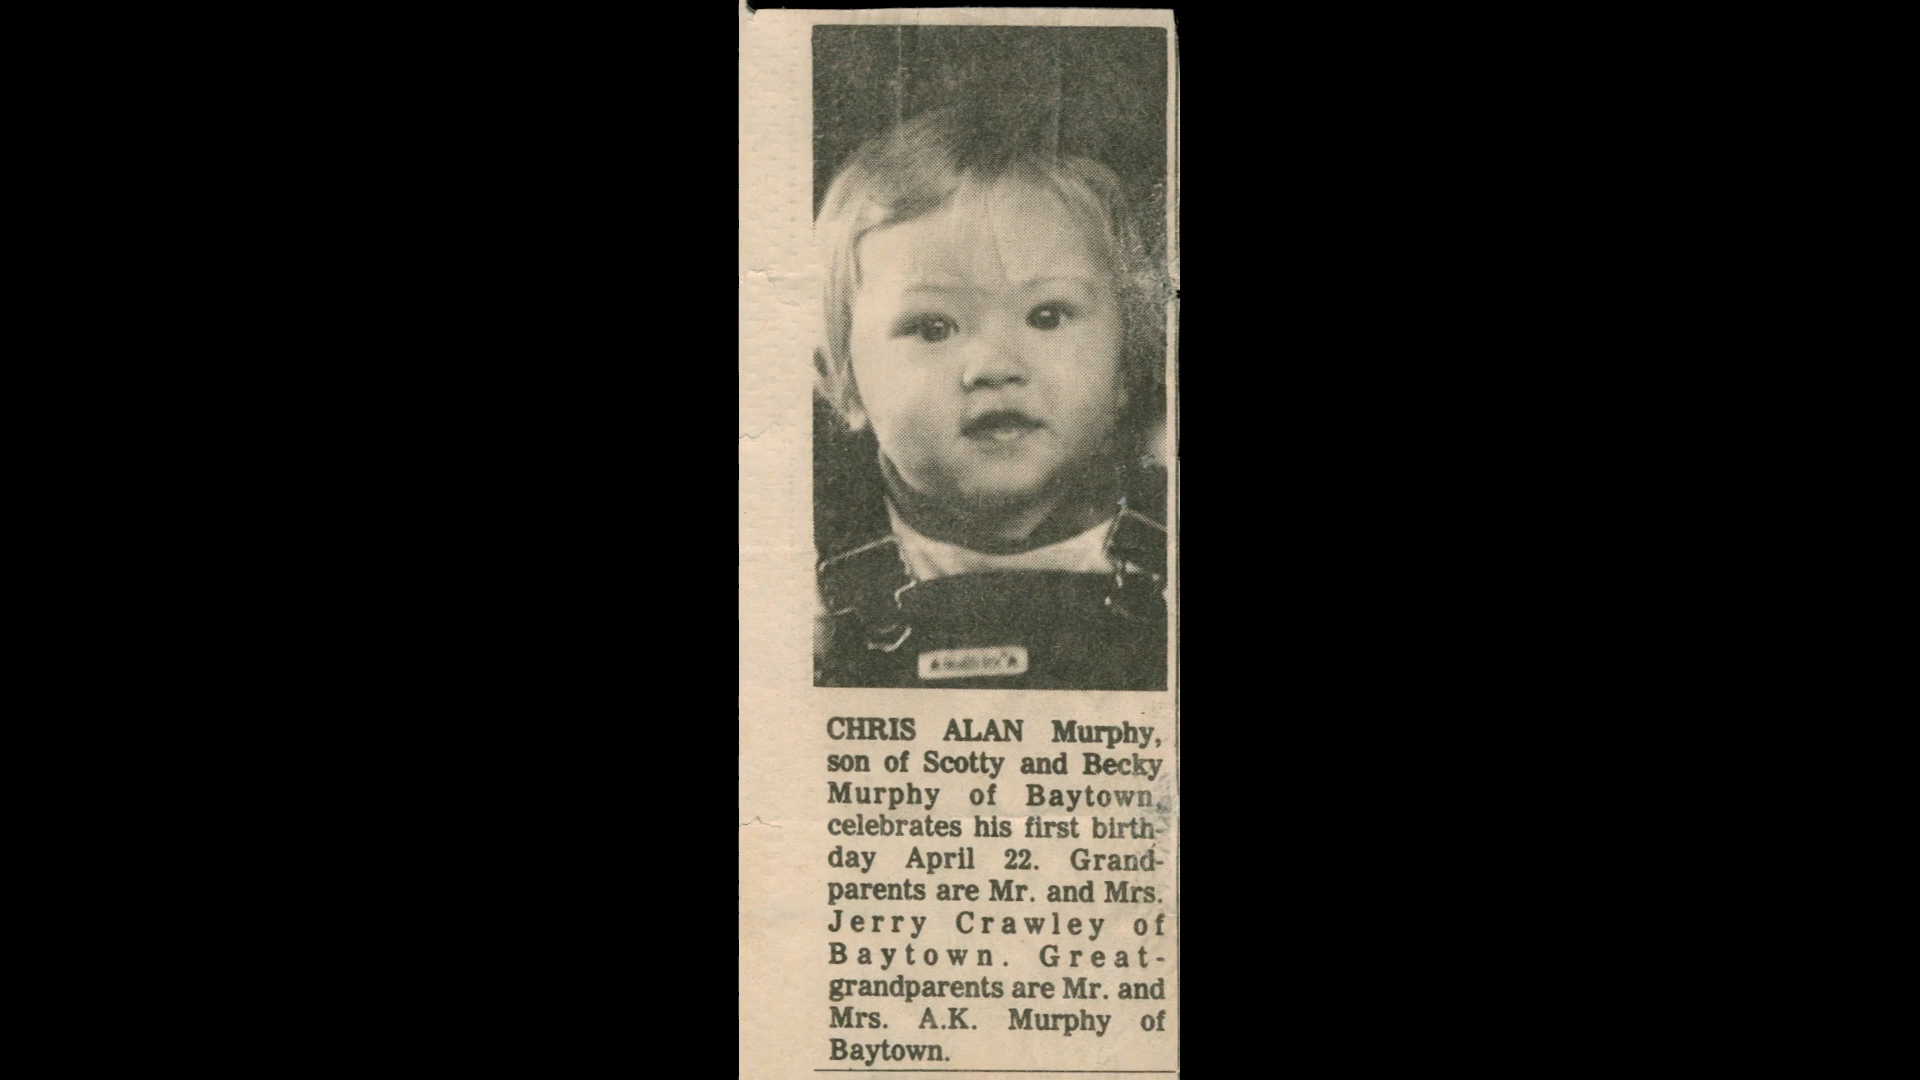 CHRIS ALAN Murphy,
son of Scotty and Becky
Murphy of Baytown,
celebrates his first birth-
day April 22. Grand-
parents are Mr. and Mrs.
Jerry Crawley of
Baytown. Great-
grandparents are Mr. and
Mrs. A.K. Murphy of
Baytown.